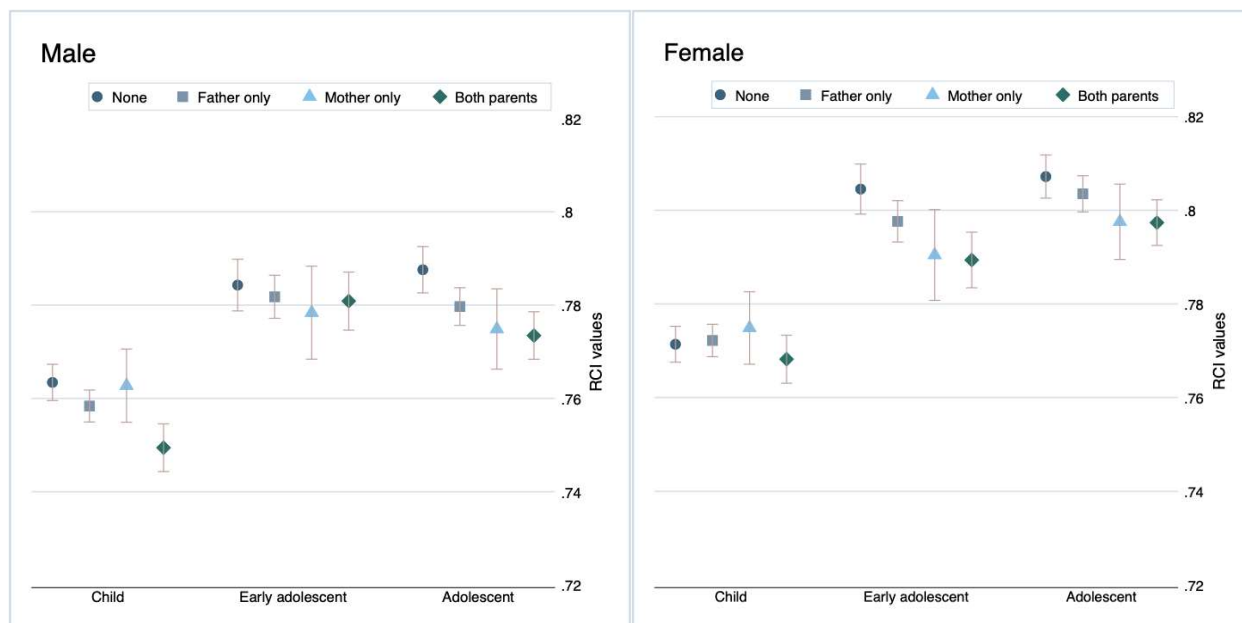 Male
None Father only Mother only Both parents
.82
.8
.78
.76
.74
.72
RCI values
Child Early adolescent Adolescent
Female
None Father only Mother only Both parents
.82
.8
.78
.76
.74
.72
RCI values
Child Early adolescent Adolescent